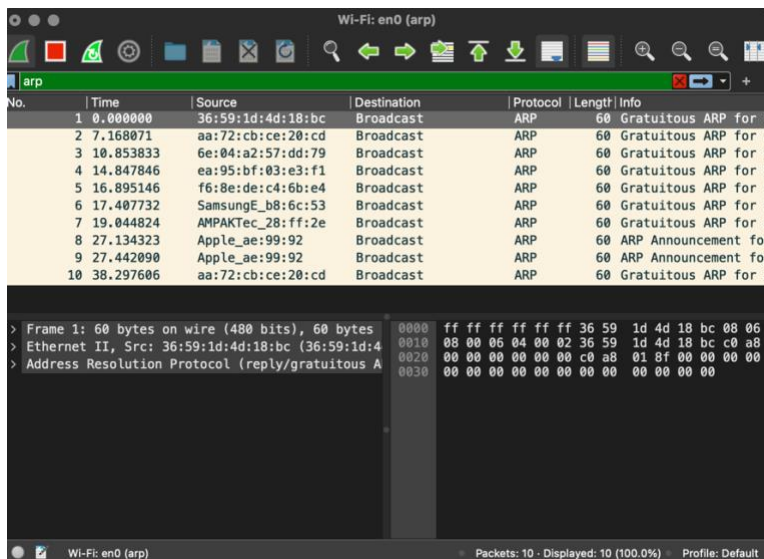 Wi-Fi: en0 (arp)
arp
No. Time Source Destination Protocol Length Info
1 0.000000 36:59:1d:4d:18:bc Broadcast ARP 60 Gratuitous ARP for
2 7.168071 aa:72:cb:ce:20:cd Broadcast ARP 60 Gratuitous ARP for
3 10.853833 6e:04:a2:57:dd:79 Broadcast ARP 60 Gratuitous ARP for
4 14.847846 ea:95:bf:03:e3:f1 Broadcast ARP 60 Gratuitous ARP for
5 16.895146 f6:8e:de:c4:6b:e4 Broadcast ARP 60 Gratuitous ARP for
6 17.407732 SamsungE_b8:6c:53 Broadcast ARP 60 Gratuitous ARP for
7 19.044824 AMPAKTec_28:ff:2e Broadcast ARP 60 Gratuitous ARP for
8 27.134323 Apple_ae:99:92 Broadcast ARP 60 ARP Announcement fo
9 27.442090 Apple_ae:99:92 Broadcast ARP 60 ARP Announcement fo
10 38.297606 aa:72:cb:ce:20:cd Broadcast ARP 60 Gratuitous ARP for
> Frame 1: 60 bytes on wire (480 bits), 60 bytes
> Ethernet II, Src: 36:59:1d:4d:18:bc (36:59:1d:4
> Address Resolution Protocol (reply/gratuitous A
0000 ff ff ff ff ff ff 36 59 1d 4d 18 bc 08 06
0010 08 00 06 04 00 02 36 59 1d 4d 18 bc c0 a8
0020 00 00 00 00 00 00 c0 a8 01 8f 00 00 00 00
0030 00 00 00 00 00 00 00 00 00 00 00 00
Wi-Fi: en0 (arp)
Packets: 10 · Displayed: 10 (100.0%)
Profile: Default